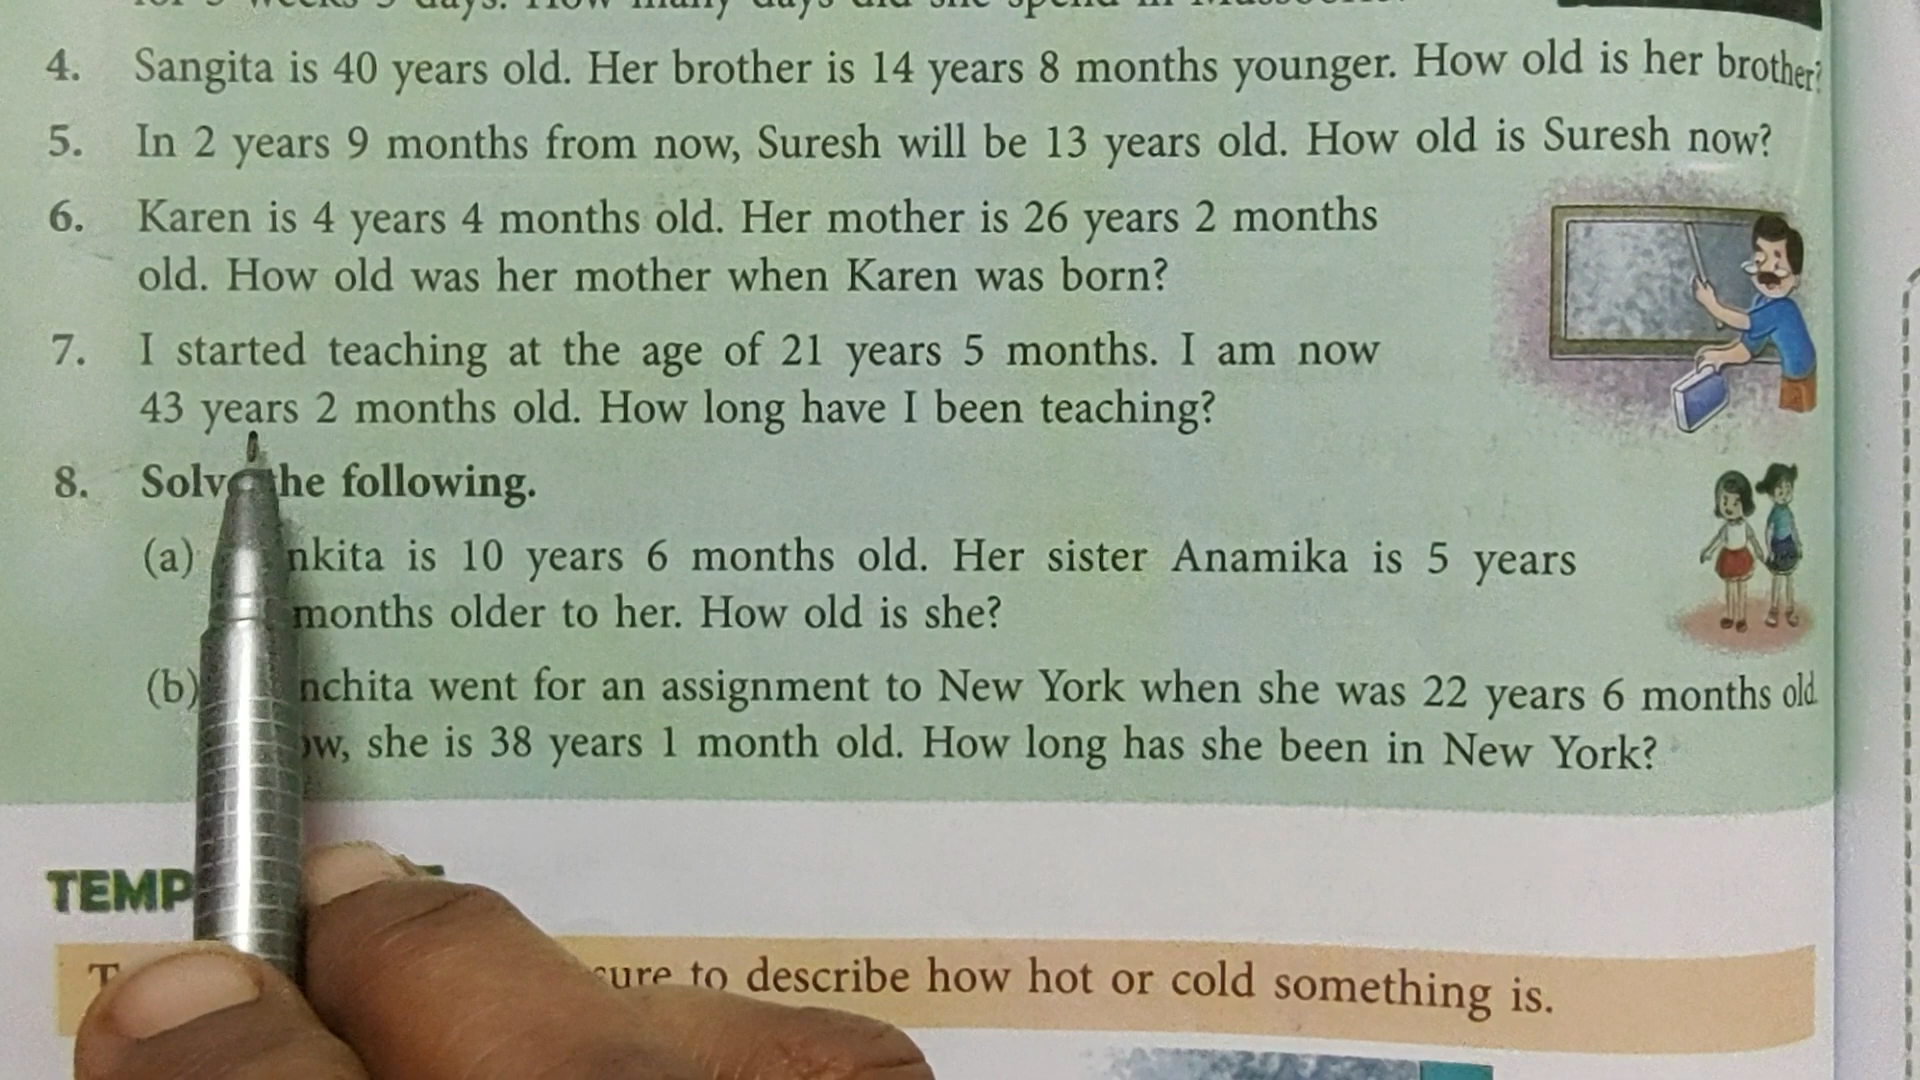 4. Sangita is 40 years old. Her brother is 14 years 8 months younger. How old is her brother?
5. In 2 years 9 months from now, Suresh will be 13 years old. How old is Suresh now?
6. Karen is 4 years 4 months old. Her mother is 26 years 2 months
old. How old was her mother when Karen was born?
7. I started teaching at the age of 21 years 5 months. I am now
43 years 2 months old. How long have I been teaching?
8. Solve the following.
(a) is 10 years 6 months old. Her sister Anamika is 5 years
months older to her. How old is she?
(b) went for an assignment to New York when she was 22 years 6 months old.
she is 38 years 1 month old. How long has she been in New York?
to describe how hot or cold something is.